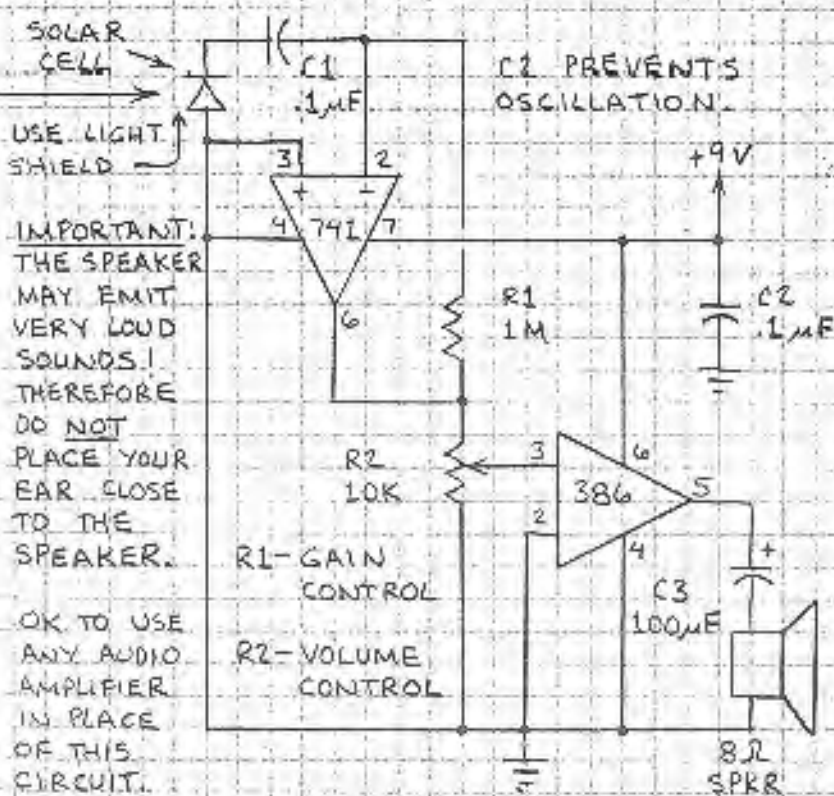 SOLAR
CELL
C1
.1µF
C2 PREVENTS
OSCILLATION.
USE LIGHT
SHIELD
3
2
+
-
4
741
7
6
+9V
IMPORTANT!
THE SPEAKER
MAY EMIT
VERY LOUD
SOUNDS!
THEREFORE
DO NOT
PLACE YOUR
EAR CLOSE
TO THE
SPEAKER.
R1
1M
C2
.1µF
R2
10K
3
2
386
6
5
4
+
R1-GAIN
CONTROL
C3
100µF
OK TO USE
ANY AUDIO
AMPLIFIER
IN PLACE
OF THIS
CIRCUIT.
R2-VOLUME
CONTROL
8Ω
SPKR